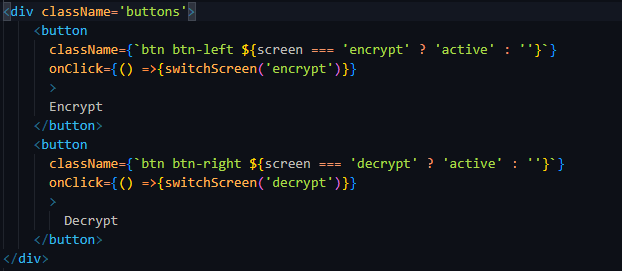 <div className='buttons'>
<button
className={`btn btn-left ${screen === 'encrypt' ? 'active' : ''}`}
onClick={() =>{switchScreen('encrypt')}}
>
Encrypt
</button>
<button
className={`btn btn-right ${screen === 'decrypt' ? 'active' : ''}`}
onClick={() =>{switchScreen('decrypt')}}
>
Decrypt
</button>
</div>